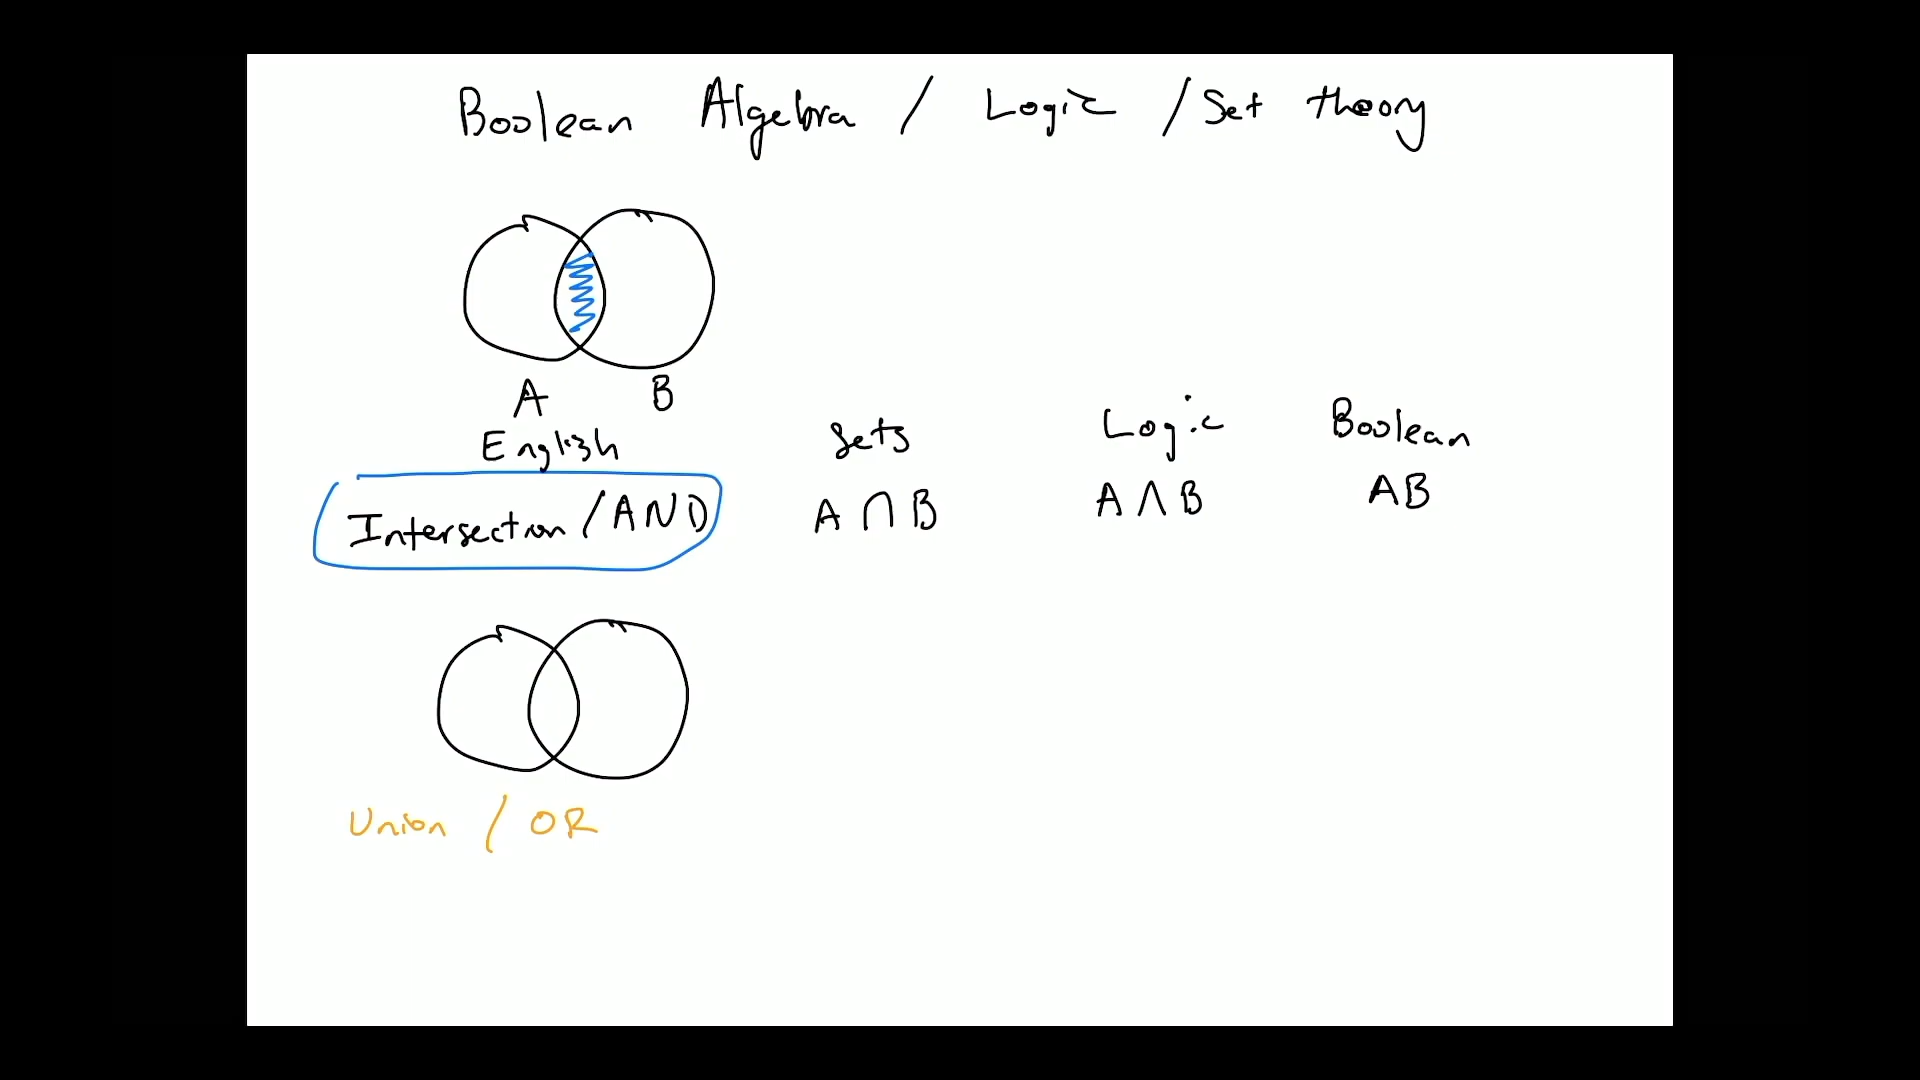 Boolean Algebra / Logic / Set theory
A B
English Sets Logic Boolean
Intersection / AND A ∩ B A ∧ B AB
Union / OR